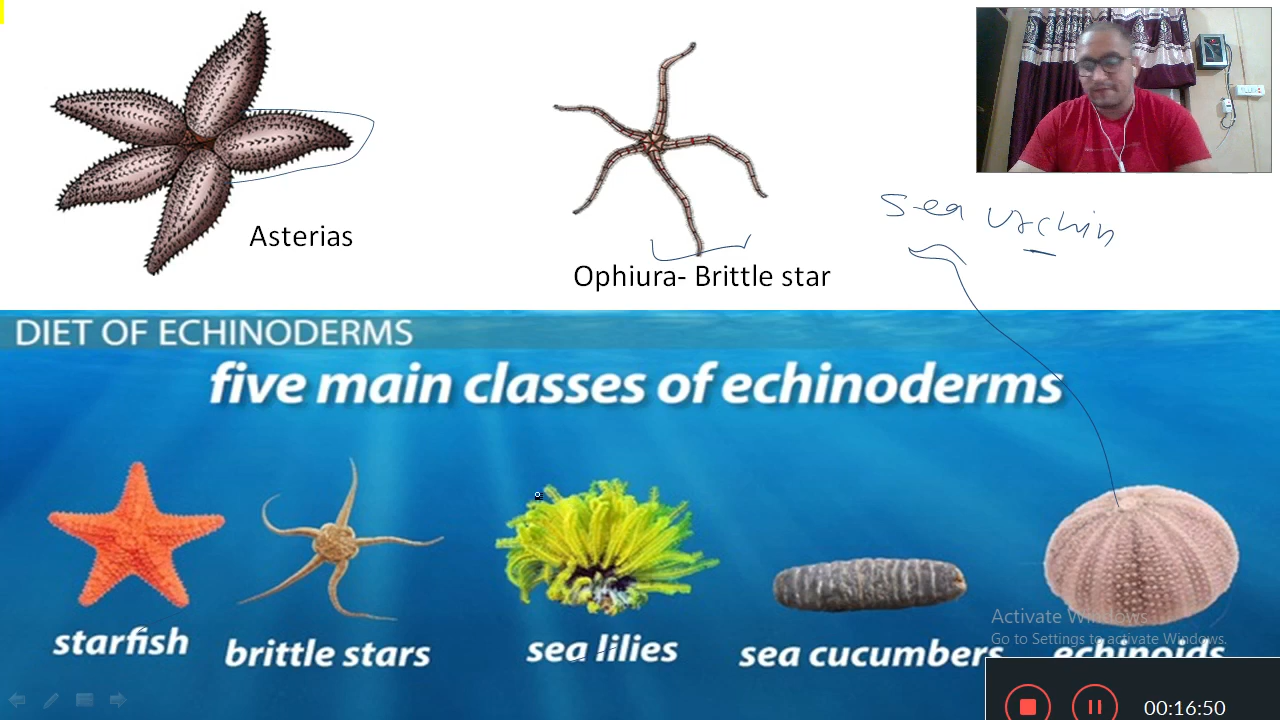 Asterias
Ophiura- Brittle star
sea urchin
DIET OF ECHINODERMS
five main classes of echinoderms
starfish
brittle stars
sea lilies
sea cucumbers
echinoids
Activate Windows
Go to Settings to activate Windows.
00:16:50